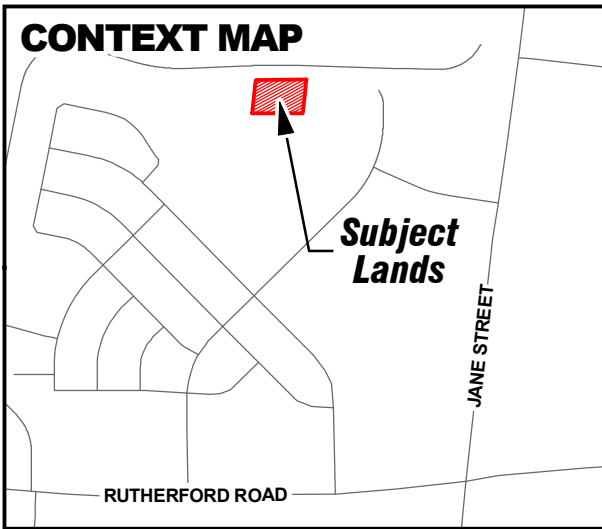 CONTEXT MAP
Subject
Lands
JANE STREET
RUTHERFORD ROAD